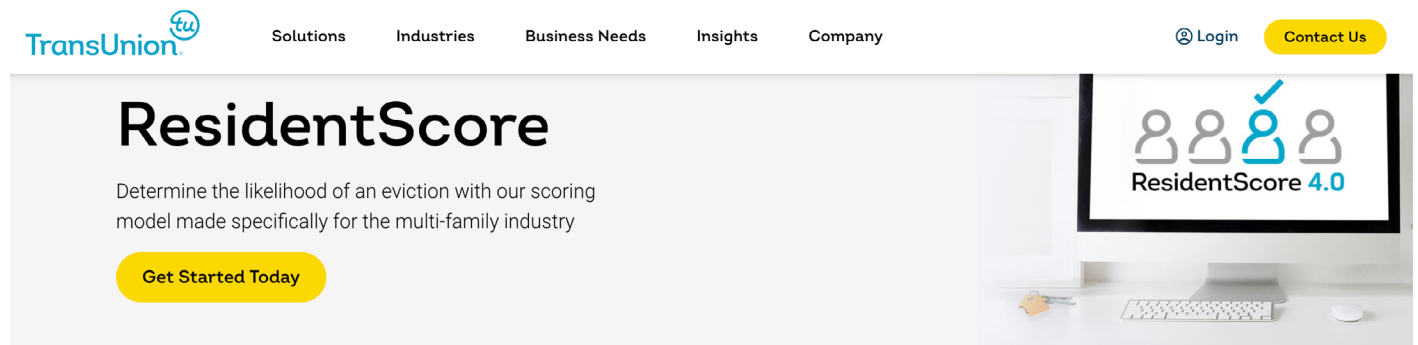 TransUnion
tu
Solutions
Industries
Business Needs
Insights
Company
Login
Contact Us
ResidentScore
Determine the likelihood of an eviction with our scoring
model made specifically for the multi-family industry
Get Started Today
ResidentScore 4.0